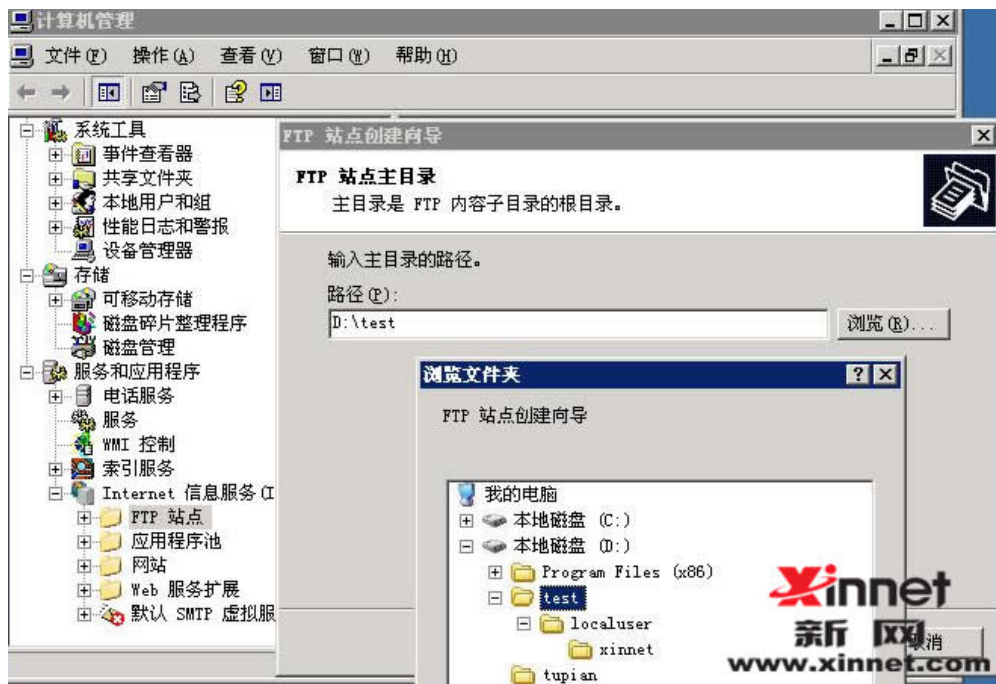 计算机管理
文件(F) 操作(A) 查看(V) 窗口(W) 帮助(H)
系统工具
事件查看器
共享文件夹
本地用户和组
性能日志和警报
设备管理器
存储
可移动存储
磁盘碎片整理程序
磁盘管理
服务和应用程序
电话服务
服务
WMI 控制
索引服务
Internet 信息服务(I
FTP 站点
应用程序池
网站
Web 服务扩展
默认 SMTP 虚拟服
FTP 站点创建向导
FTP 站点主目录
主目录是 FTP 内容子目录的根目录。
输入主目录的路径。
路径(P):
D:\test
浏览(R)...
浏览文件夹
FTP 站点创建向导
我的电脑
本地磁盘 (C:)
本地磁盘 (D:)
Program Files (x86)
test
localuser
xinnet
tupian
消
Xinnet
新网
www.xinnet.com